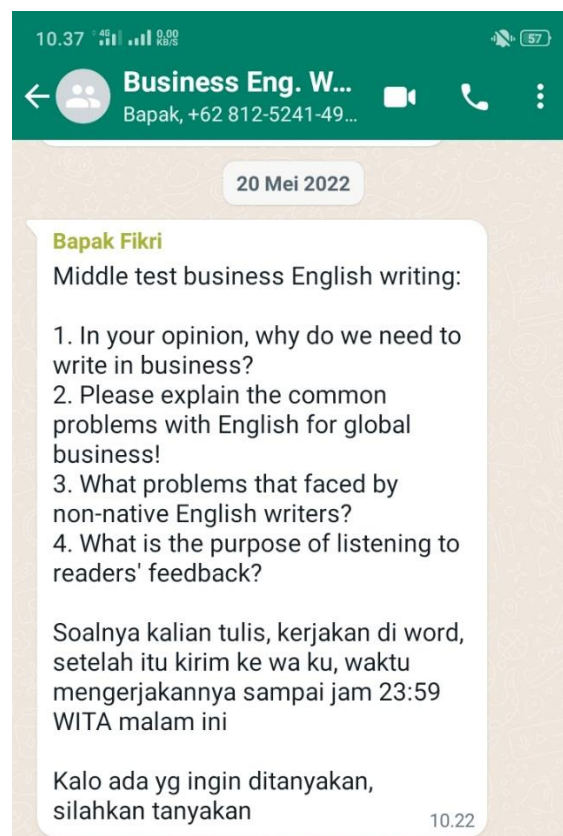 10.37 4G 0.00 KB/S 57
Business Eng. W...
Bapak, +62 812-5241-49...
20 Mei 2022
Bapak Fikri
Middle test business English writing:
1. In your opinion, why do we need to
write in business?
2. Please explain the common
problems with English for global
business!
3. What problems that faced by
non-native English writers?
4. What is the purpose of listening to
readers' feedback?
Soalnya kalian tulis, kerjakan di word,
setelah itu kirim ke wa ku, waktu
mengerjakannya sampai jam 23:59
WITA malam ini
Kalo ada yg ingin ditanyakan,
silahkan tanyakan
10.22